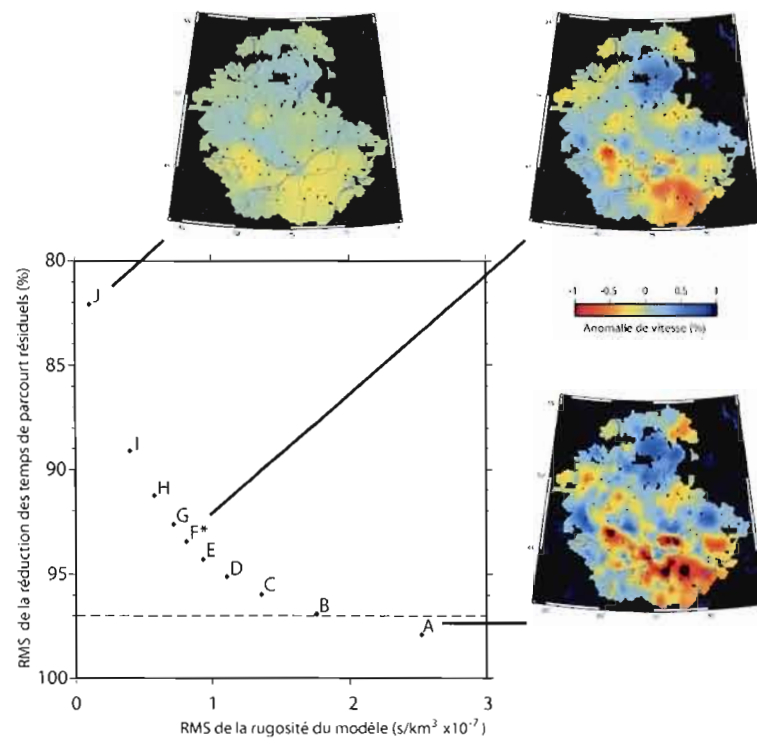 80
85
90
95
100
RMS de la réduction des temps de parcourt résiduels (%)
J
I
H
G
F*
E
D
C
B
A
0
1
2
3
RMS de la rugosité du modèle (s/km³ x10⁻⁷)
-1 -0.5 0 0.5 1
Anomalie de vitesse (%)